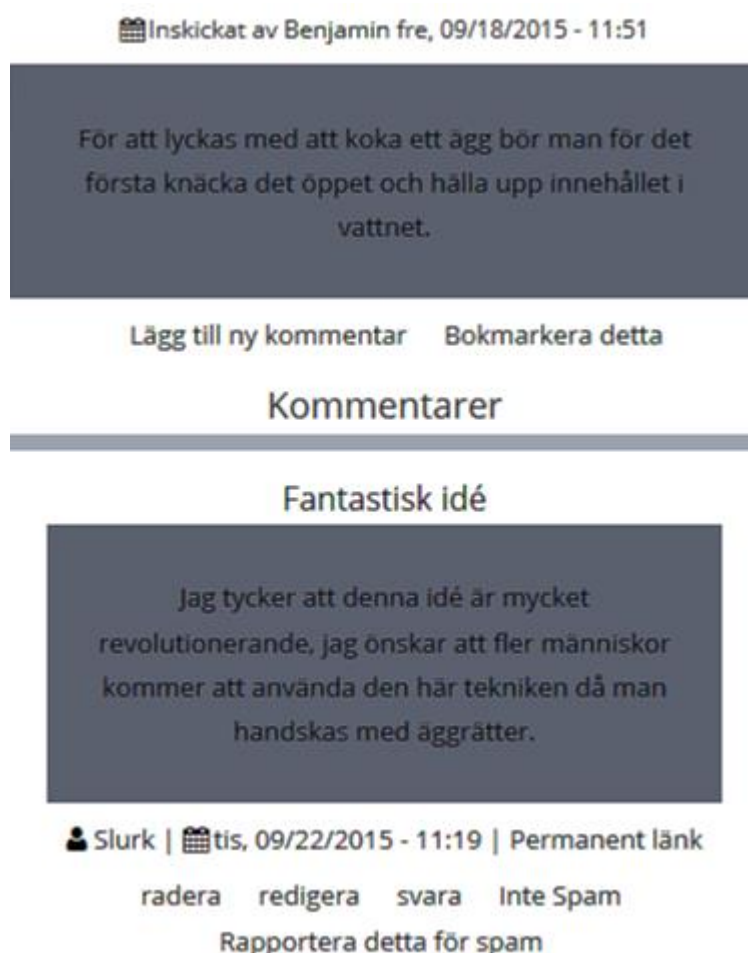 Inskickat av Benjamin fre, 09/18/2015 - 11:51
För att lyckas med att koka ett ägg bör man för det
första knäcka det öppet och hälla upp innehållet i
vattnet.
Lägg till ny kommentar Bokmarkera detta
Kommentarer
Fantastisk idé
Jag tycker att denna idé är mycket
revolutionerande, jag önskar att fler människor
kommer att använda den här tekniken då man
handskas med äggrätter.
Slurk | tis, 09/22/2015 - 11:19 | Permanent länk
radera redigera svara Inte Spam
Rapportera detta för spam